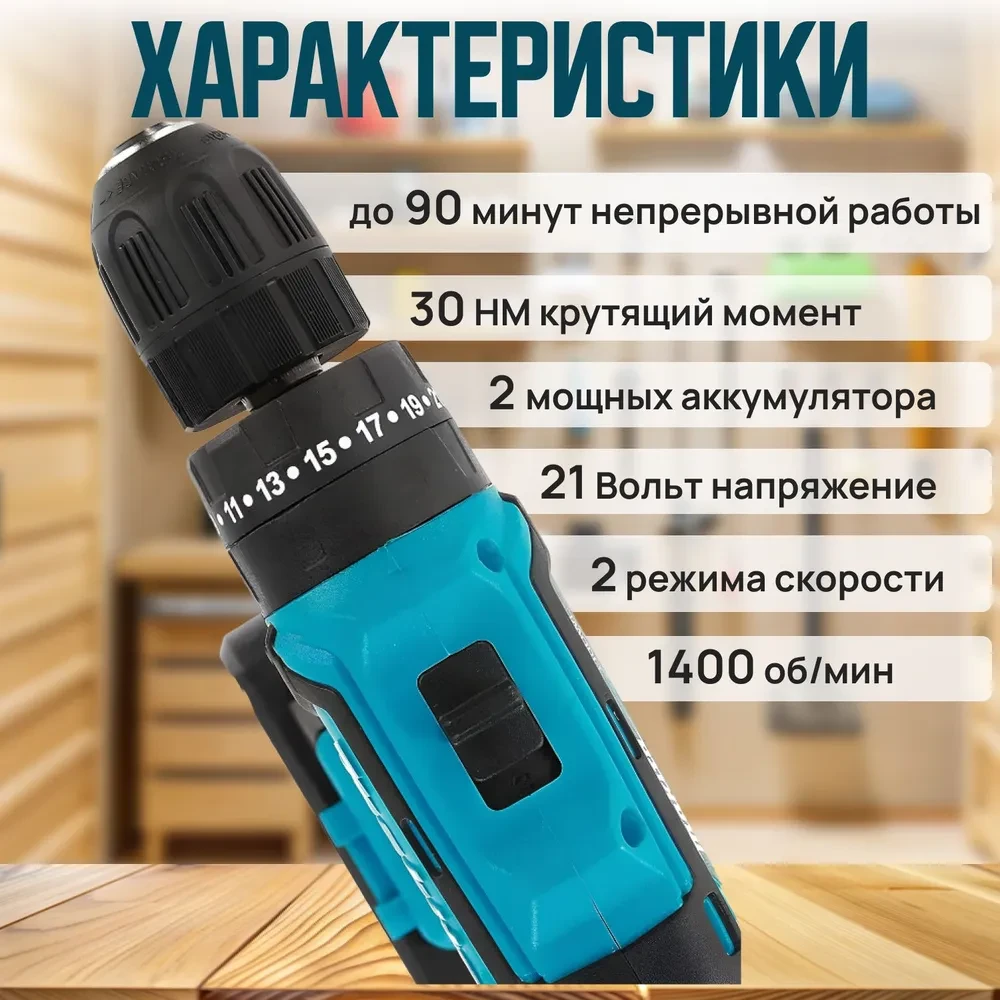 ХАРАКТЕРИСТИКИ
до 90 минут непрерывной работы
30 НМ крутящий момент
2 мощных аккумулятора
21 Вольт напряжение
2 режима скорости
1400 об/мин
11 • 13 • 15 • 17 • 19 •